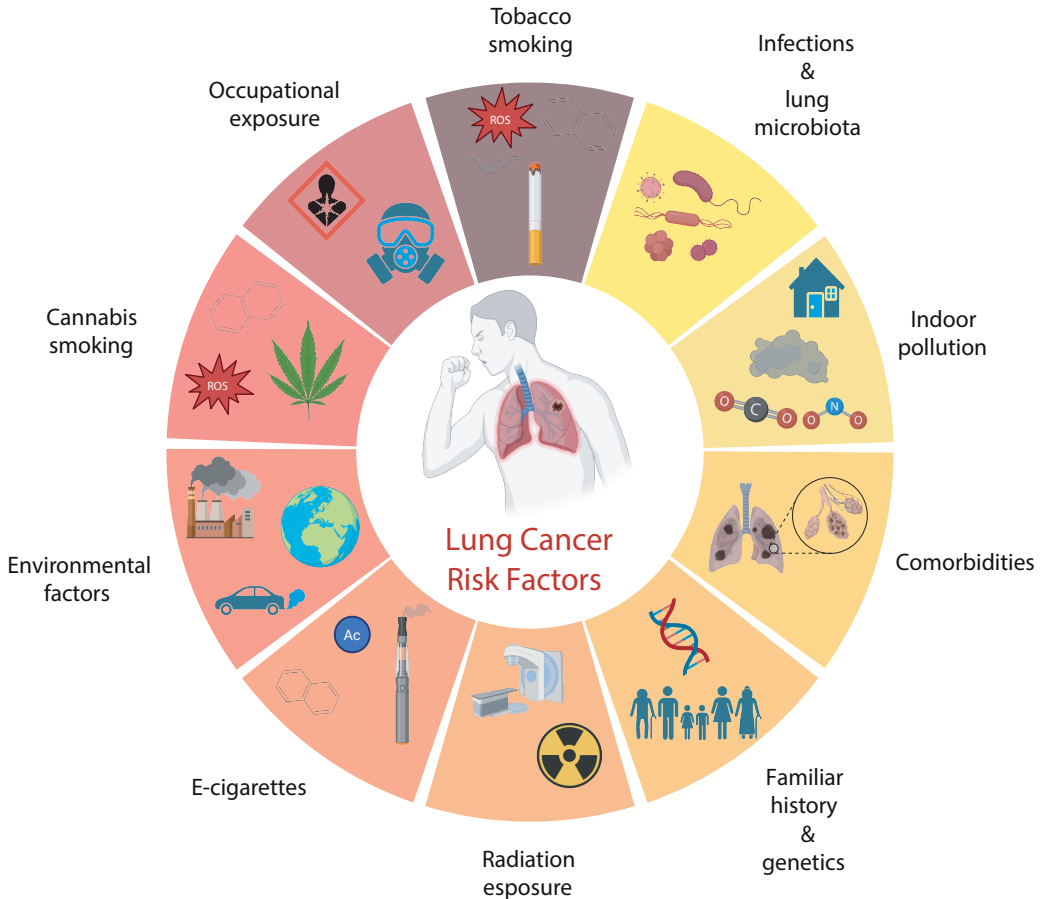 Tobacco
smoking
Infections
&
lung
microbiota
Occupational
exposure
ROS
Indoor
pollution
Cannabis
smoking
ROS
O
C
O
O
N
O
Lung Cancer
Risk Factors
Comorbidities
Environmental
factors
Ac
E-cigarettes
Familiar
history
&
genetics
Radiation
esposure